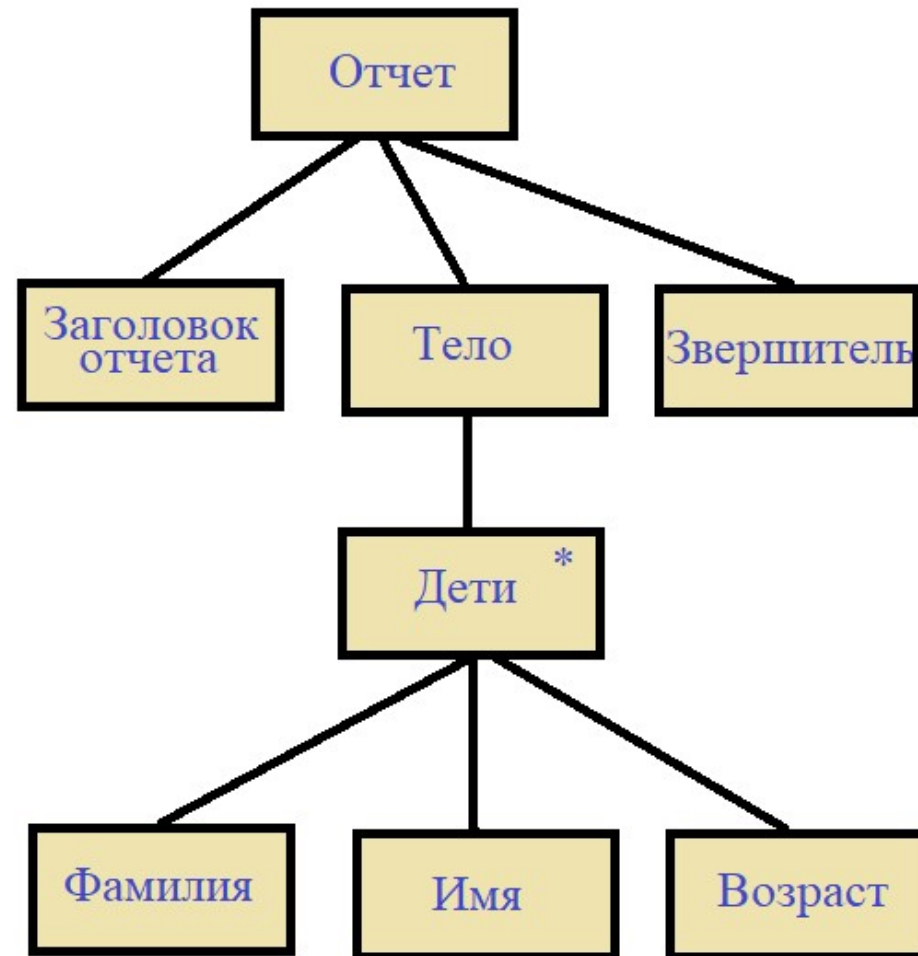 Отчет
Заголовок
отчета
Тело
Звершитель
Дети *
Фамилия
Имя
Возраст